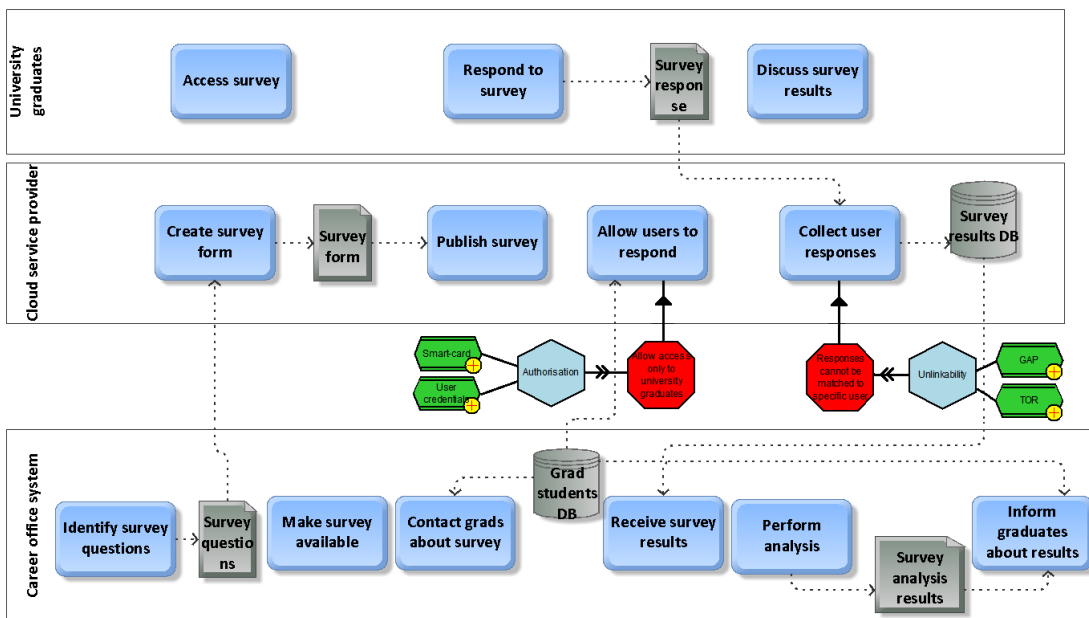 University
graduates
Access survey
Respond to
survey
Survey
respon
se
Discuss survey
results
Cloud service provider
Create survey
form
Survey
form
Publish survey
Allow users to
respond
Collect user
responses
Survey
results DB
Smart-card
User
credentials
Authorisation
Allow access
only to
university
graduates
Responses
cannot be
matched to
specific user
Unlinkability
GAP
TOR
Career office system
Identify survey
questions
Survey
questio
ns
Make survey
available
Contact grads
about survey
Grad
students
DB
Receive survey
results
Perform
analysis
Survey
analysis
results
Inform
graduates
about results